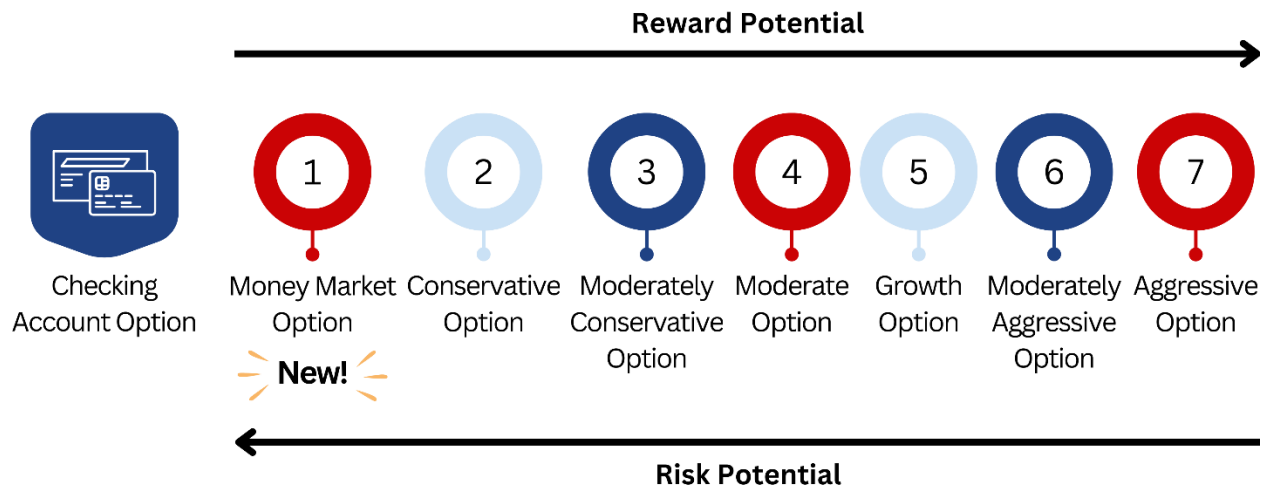 Reward Potential
1
2
3
4
5
6
7
Checking
Account Option
Money Market
Option
New!
Conservative
Option
Moderately
Conservative
Option
Moderate
Option
Growth
Option
Moderately
Aggressive
Option
Aggressive
Option
Risk Potential